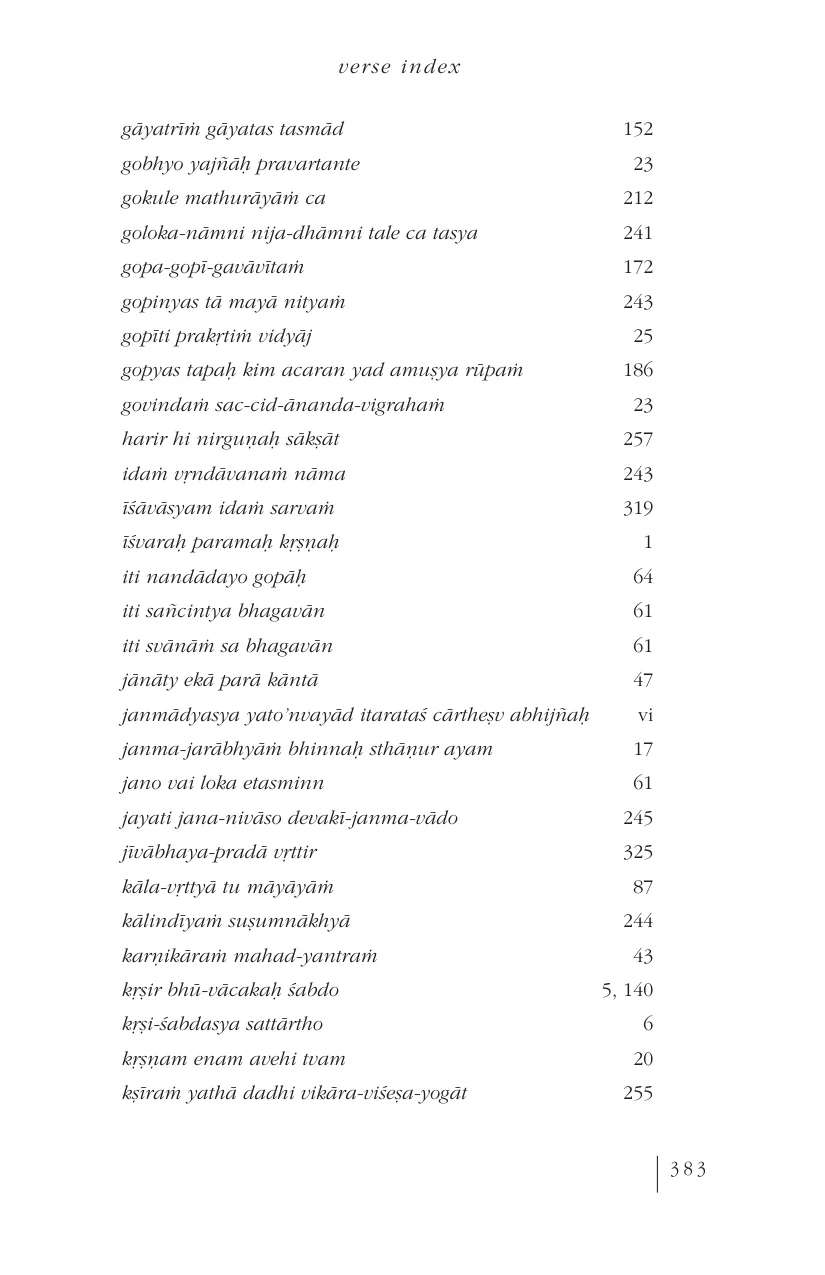 verse index
gāyatrīṁ gāyatas tasmād 152
gobhyo yajñāḥ pravartante 23
gokule mathurāyāṁ ca 212
goloka-nāmni nija-dhāmni tale ca tasya 241
gopa-gopī-gavāvītaṁ 172
gopinyas tā mayā nityaṁ 243
gopīti prakṛtiṁ vidyāj 25
gopyas tapaḥ kim acaran yad amuṣya rūpaṁ 186
govindaṁ sac-cid-ānanda-vigrahaṁ 23
harir hi nirguṇaḥ sākṣāt 257
idaṁ vṛndāvanaṁ nāma 243
īśāvāsyam idaṁ sarvaṁ 319
īśvaraḥ paramaḥ kṛṣṇaḥ 1
iti nandādayo gopāḥ 64
iti sañcintya bhagavān 61
iti svānāṁ sa bhagavān 61
jānāty ekā parā kāntā 47
janmādyasya yato’nvayād itarataś cārtheṣv abhijñaḥ vi
janma-jarābhyāṁ bhinnaḥ sthāṇur ayam 17
jano vai loka etasminn 61
jayati jana-nivāso devakī-janma-vādo 245
jīvābhaya-pradā vṛttir 325
kāla-vṛttyā tu māyāyāṁ 87
kālindīyaṁ suṣumnākhyā 244
karṇikāraṁ mahad-yantraṁ 43
kṛṣir bhū-vācakaḥ śabdo 5, 140
kṛṣi-śabdasya sattārtho 6
kṛṣṇam enam avehi tvam 20
kṣīraṁ yathā dadhi vikāra-viśeṣa-yogāt 255
383